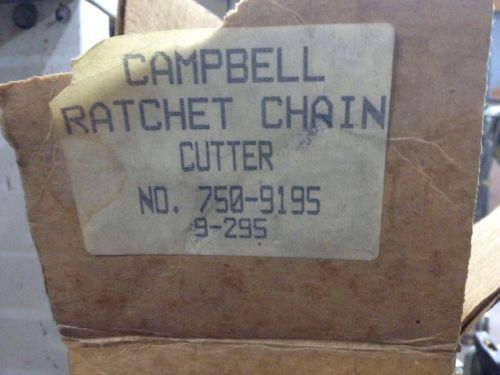 CAMPBELL
RATCHET CHAIN
CUTTER
NO. 750-9195
9-295